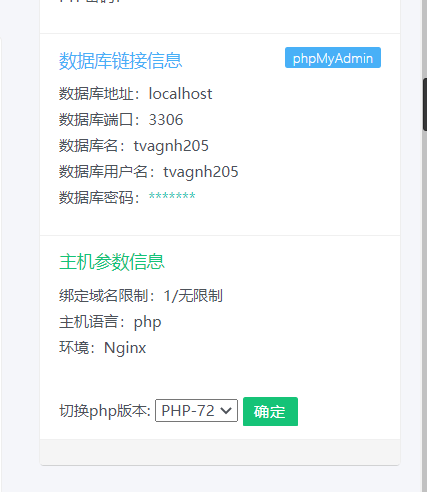 数据库链接信息 phpMyAdmin
数据库地址：localhost
数据库端口：3306
数据库名：tvagnh205
数据库用户名：tvagnh205
数据库密码：*******
主机参数信息
绑定域名限制：1/无限制
主机语言：php
环境：Nginx
切换php版本: PHP-72 确定